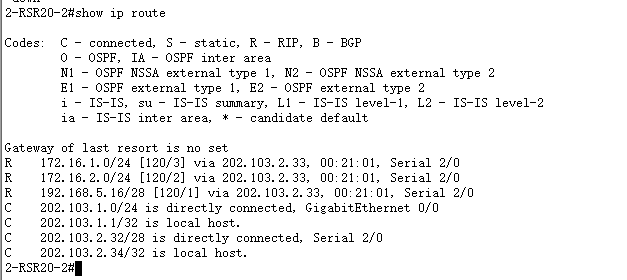 2-RSR20-2#show ip route
Codes: C - connected, S - static, R - RIP, B - BGP
O - OSPF, IA - OSPF inter area
N1 - OSPF NSSA external type 1, N2 - OSPF NSSA external type 2
E1 - OSPF external type 1, E2 - OSPF external type 2
i - IS-IS, su - IS-IS summary, L1 - IS-IS level-1, L2 - IS-IS level-2
ia - IS-IS inter area, * - candidate default
Gateway of last resort is no set
R 172.16.1.0/24 [120/3] via 202.103.2.33, 00:21:01, Serial 2/0
R 172.16.2.0/24 [120/2] via 202.103.2.33, 00:21:01, Serial 2/0
R 192.168.5.16/28 [120/1] via 202.103.2.33, 00:21:01, Serial 2/0
C 202.103.1.0/24 is directly connected, GigabitEthernet 0/0
C 202.103.1.1/32 is local host.
C 202.103.2.32/28 is directly connected, Serial 2/0
C 202.103.2.34/32 is local host.
2-RSR20-2#